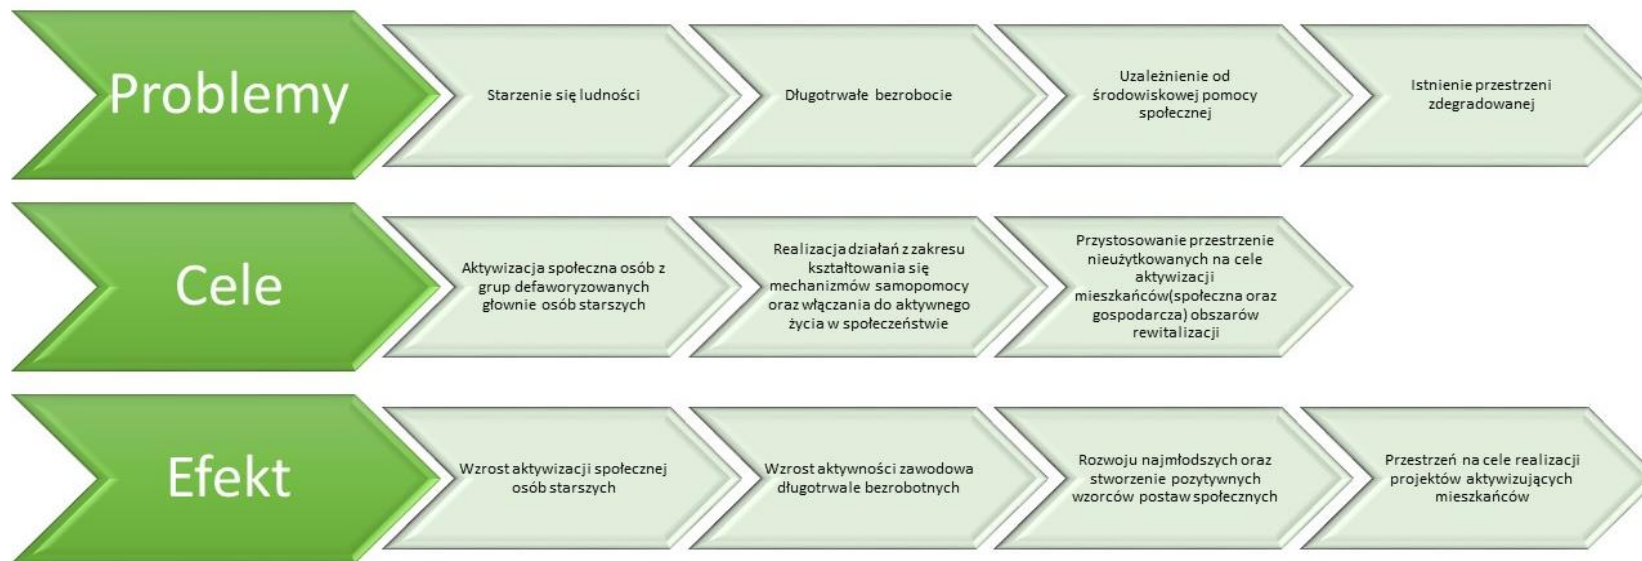 Problemy
Starzenie się ludności
Długotrwałe bezrobocie
Uzależnienie od
środowiskowej pomocy
społecznej
Istnienie przestrzeni
zdegradowanej
Cele
Aktywizacja społeczna osób z
grup defaworyzowanych
głownie osób starszych
Realizacja działań z zakresu
kształtowania się
mechanizmów samopomocy
oraz włączania do aktywnego
życia w społeczeństwie
Przystosowanie przestrzenie
nieużytkowanych na cele
aktywizacji
mieszkańców(społeczna oraz
gospodarcza) obszarów
rewitalizacji
Efekt
Wzrost aktywizacji społecznej
osób starszych
Wzrost aktywności zawodowa
długotrwale bezrobotnych
Rozwoju najmłodszych oraz
stworzenie pozytywnych
wzorców postaw społecznych
Przestrzeń na cele realizacji
projektów aktywizujących
mieszkańców